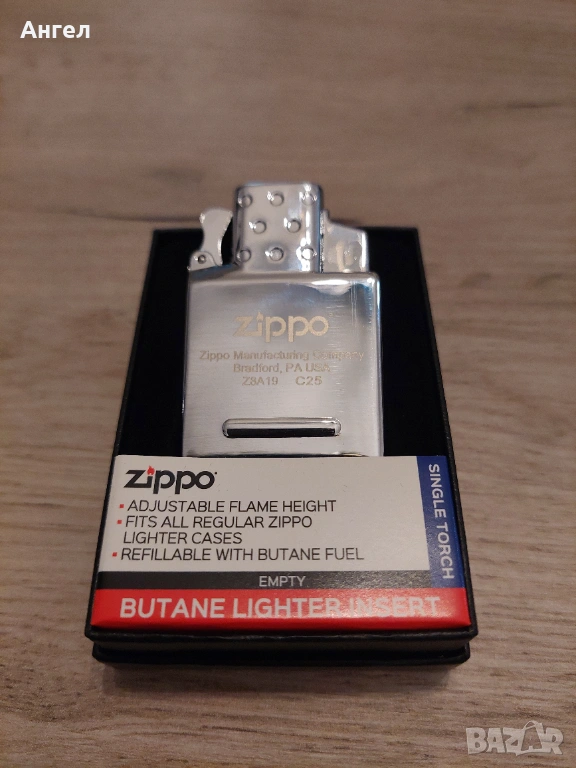 Ангел
zippo
Zippo Manufacturing Company
Bradford, PA USA
Z8A19 C25
zippo
SINGLE TORCH
• ADJUSTABLE FLAME HEIGHT
• FITS ALL REGULAR ZIPPO
LIGHTER CASES
• REFILLABLE WITH BUTANE FUEL
EMPTY
BUTANE LIGHTER INSERT
BAZAR